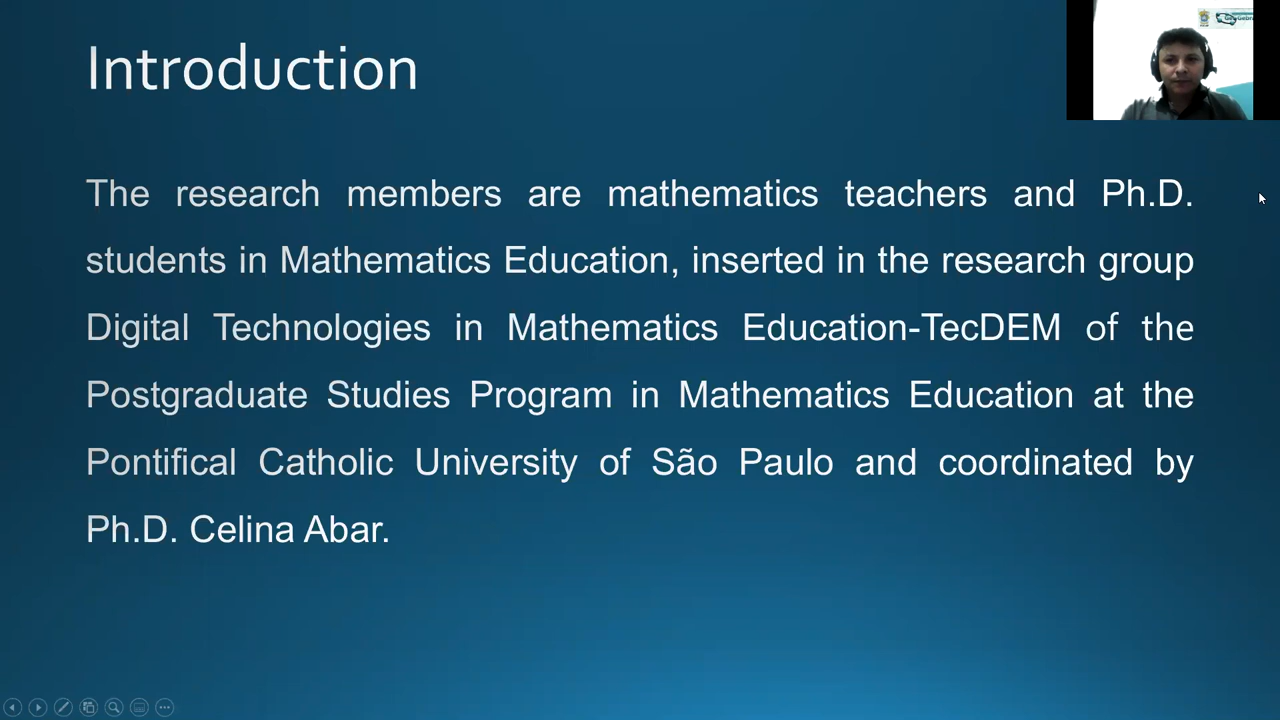 Introduction
The research members are mathematics teachers and Ph.D.
students in Mathematics Education, inserted in the research group
Digital Technologies in Mathematics Education-TecDEM of the
Postgraduate Studies Program in Mathematics Education at the
Pontifical Catholic University of São Paulo and coordinated by
Ph.D. Celina Abar.